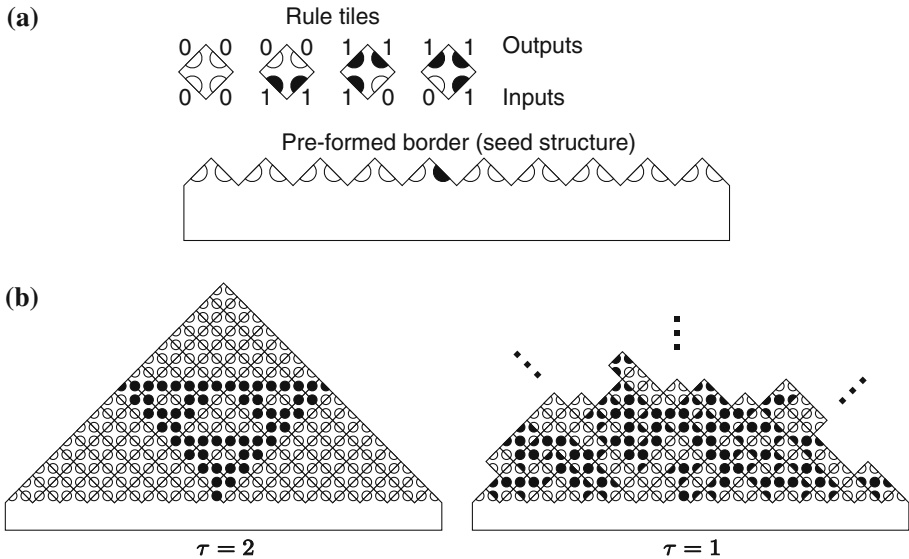 (a)
Rule tiles
0 0 0 0 1 1 1 1 Outputs
0 0 1 1 1 0 0 1 Inputs
Pre-formed border (seed structure)
(b)
τ = 2 τ = 1